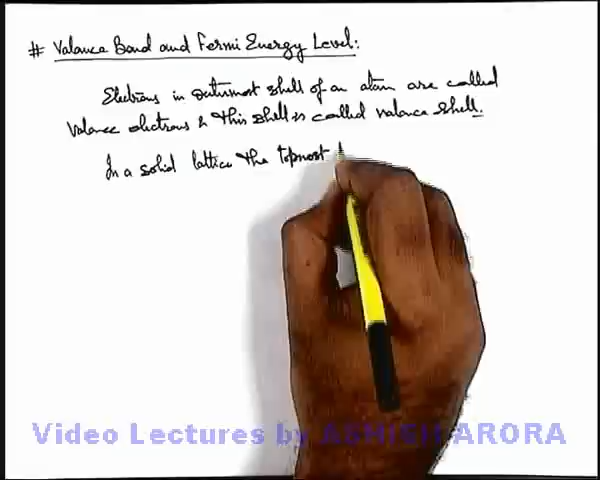 # Valance Band and Fermi Energy Level:
Electrons in outurmost shell of an atom are called
Valance electrons & this shell is called valance shell.
In a solid lattice the topmost
Video Lectures by ASHISH ARORA